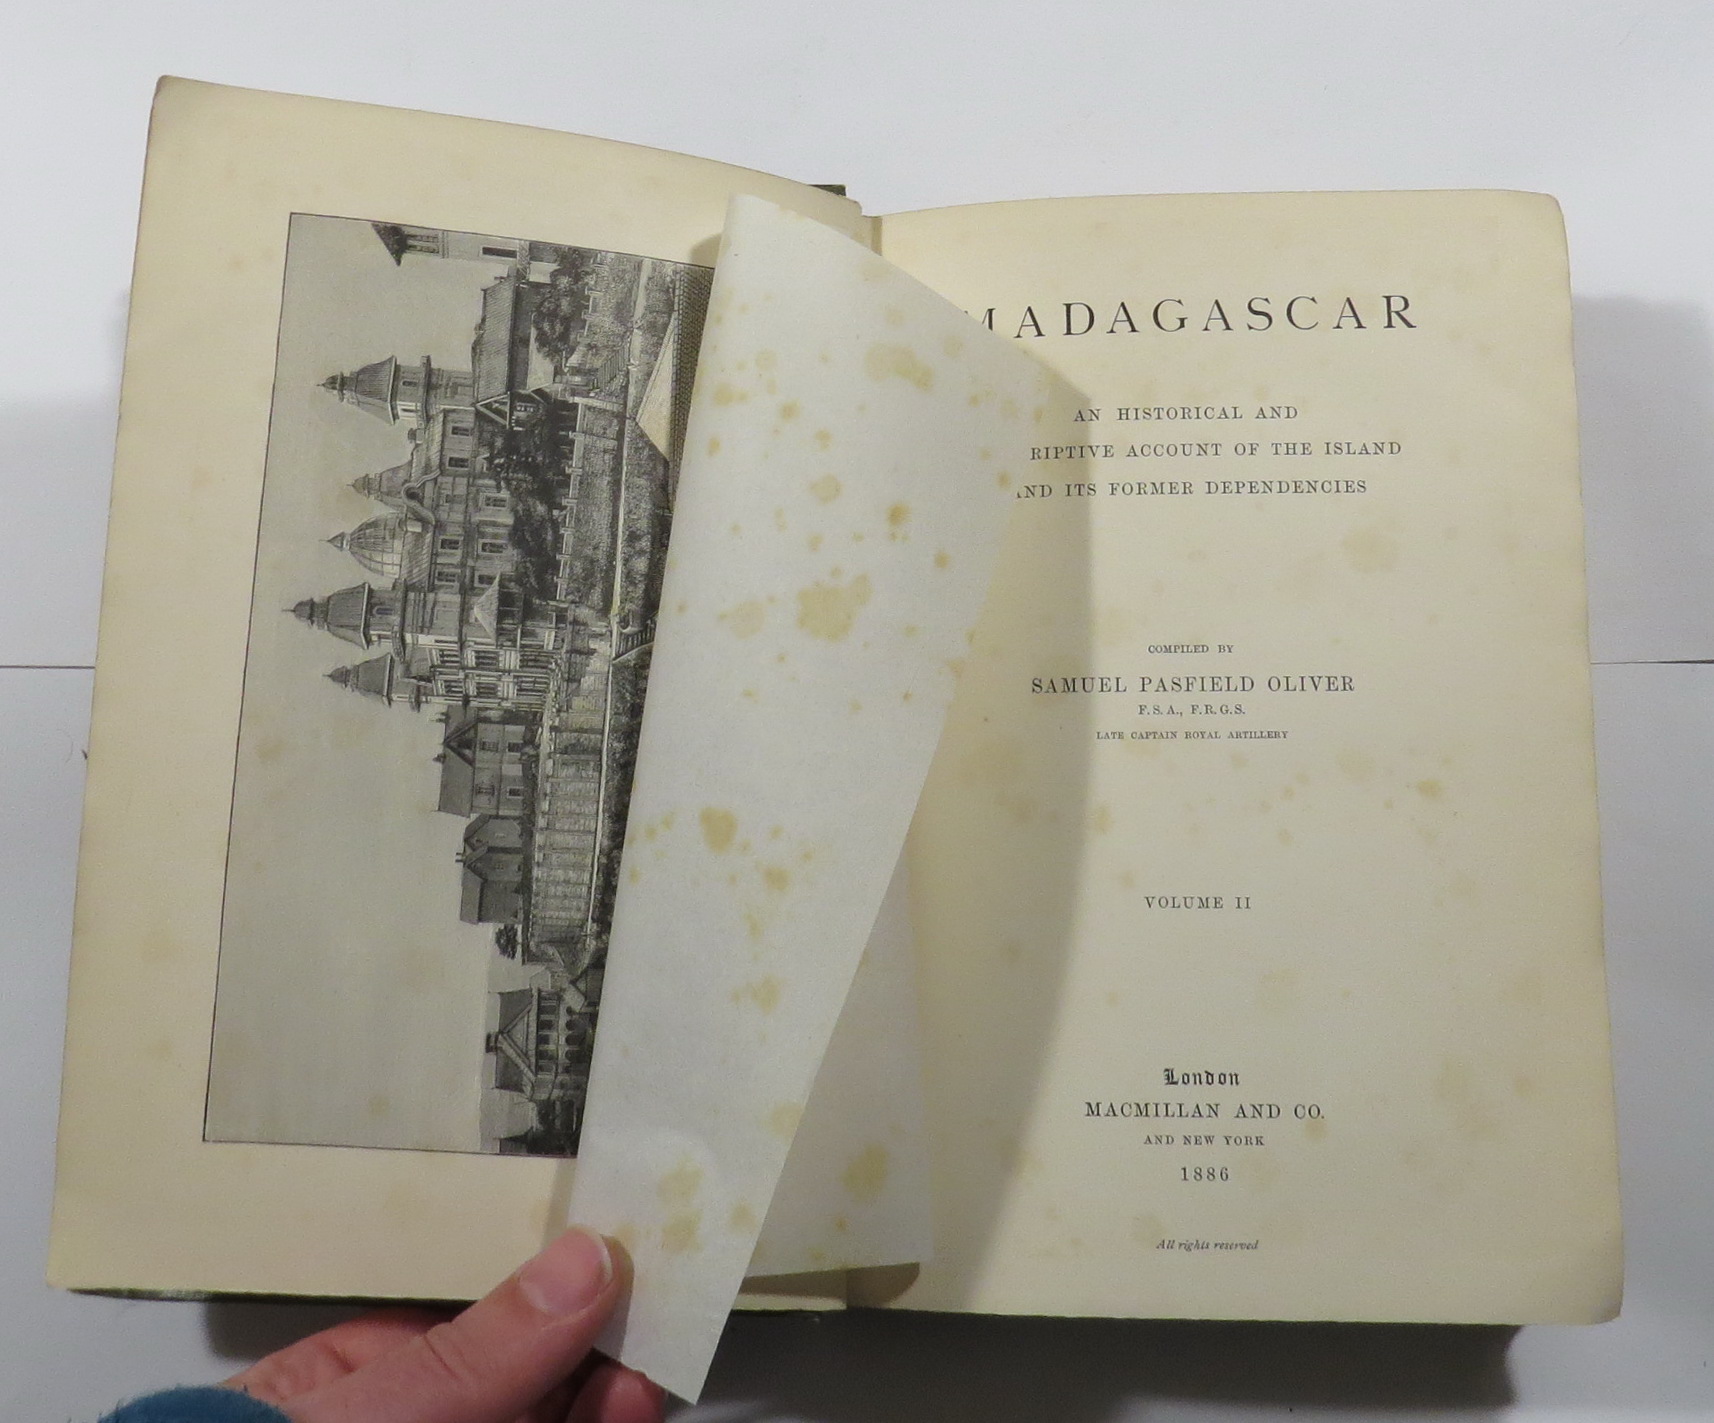 MADAGASCAR
AN HISTORICAL AND
RIPTIVE ACCOUNT OF THE ISLAND
ND ITS FORMER DEPENDENCIES
COMPILED BY
SAMUEL PASFIELD OLIVER
F.S.A., F.R.G.S.
LATE CAPTAIN ROYAL ARTILLERY
VOLUME II
London
MACMILLAN AND CO.
AND NEW YORK
1886
All rights reserved